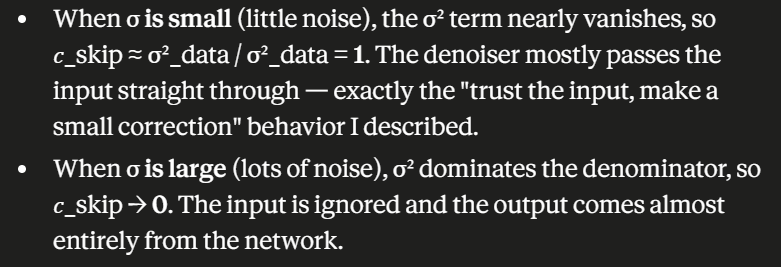 • When σ is small (little noise), the σ² term nearly vanishes, so
c_skip ≈ σ²_data / σ²_data = 1. The denoiser mostly passes the
input straight through — exactly the "trust the input, make a
small correction" behavior I described.
• When σ is large (lots of noise), σ² dominates the denominator, so
c_skip → 0. The input is ignored and the output comes almost
entirely from the network.